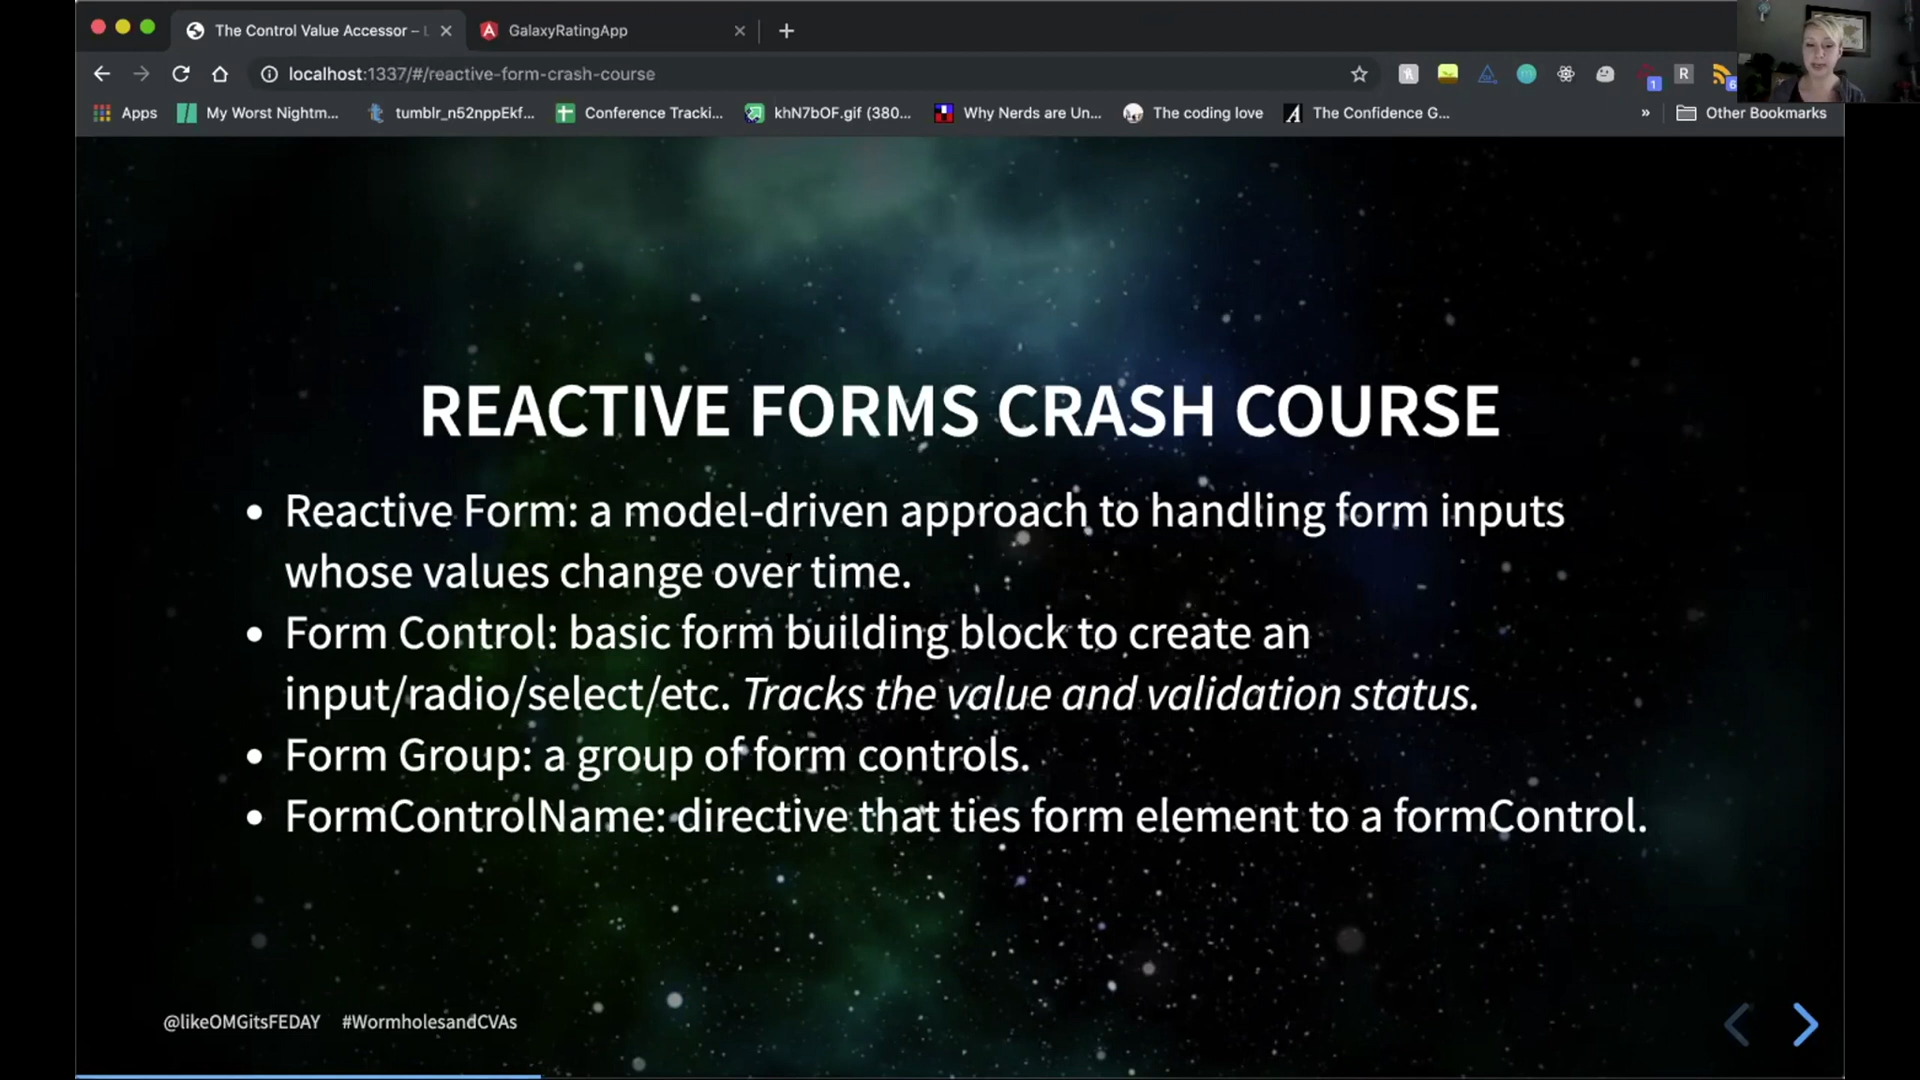 The Control Value Accessor –
GalaxyRatingApp
localhost:1337/#/reactive-form-crash-course
R
1
6
Apps
My Worst Nightm...
tumblr_n52nppEkf...
Conference Tracki...
khN7bOF.gif (380...
Why Nerds are Un...
The coding love
The Confidence G...
»
Other Bookmarks
REACTIVE FORMS CRASH COURSE
• Reactive Form: a model-driven approach to handling form inputs
whose values change over time.
• Form Control: basic form building block to create an
input/radio/select/etc. Tracks the value and validation status.
• Form Group: a group of form controls.
• FormControlName: directive that ties form element to a formControl.
@likeOMGitsFEDAY #WormholesandCVAs